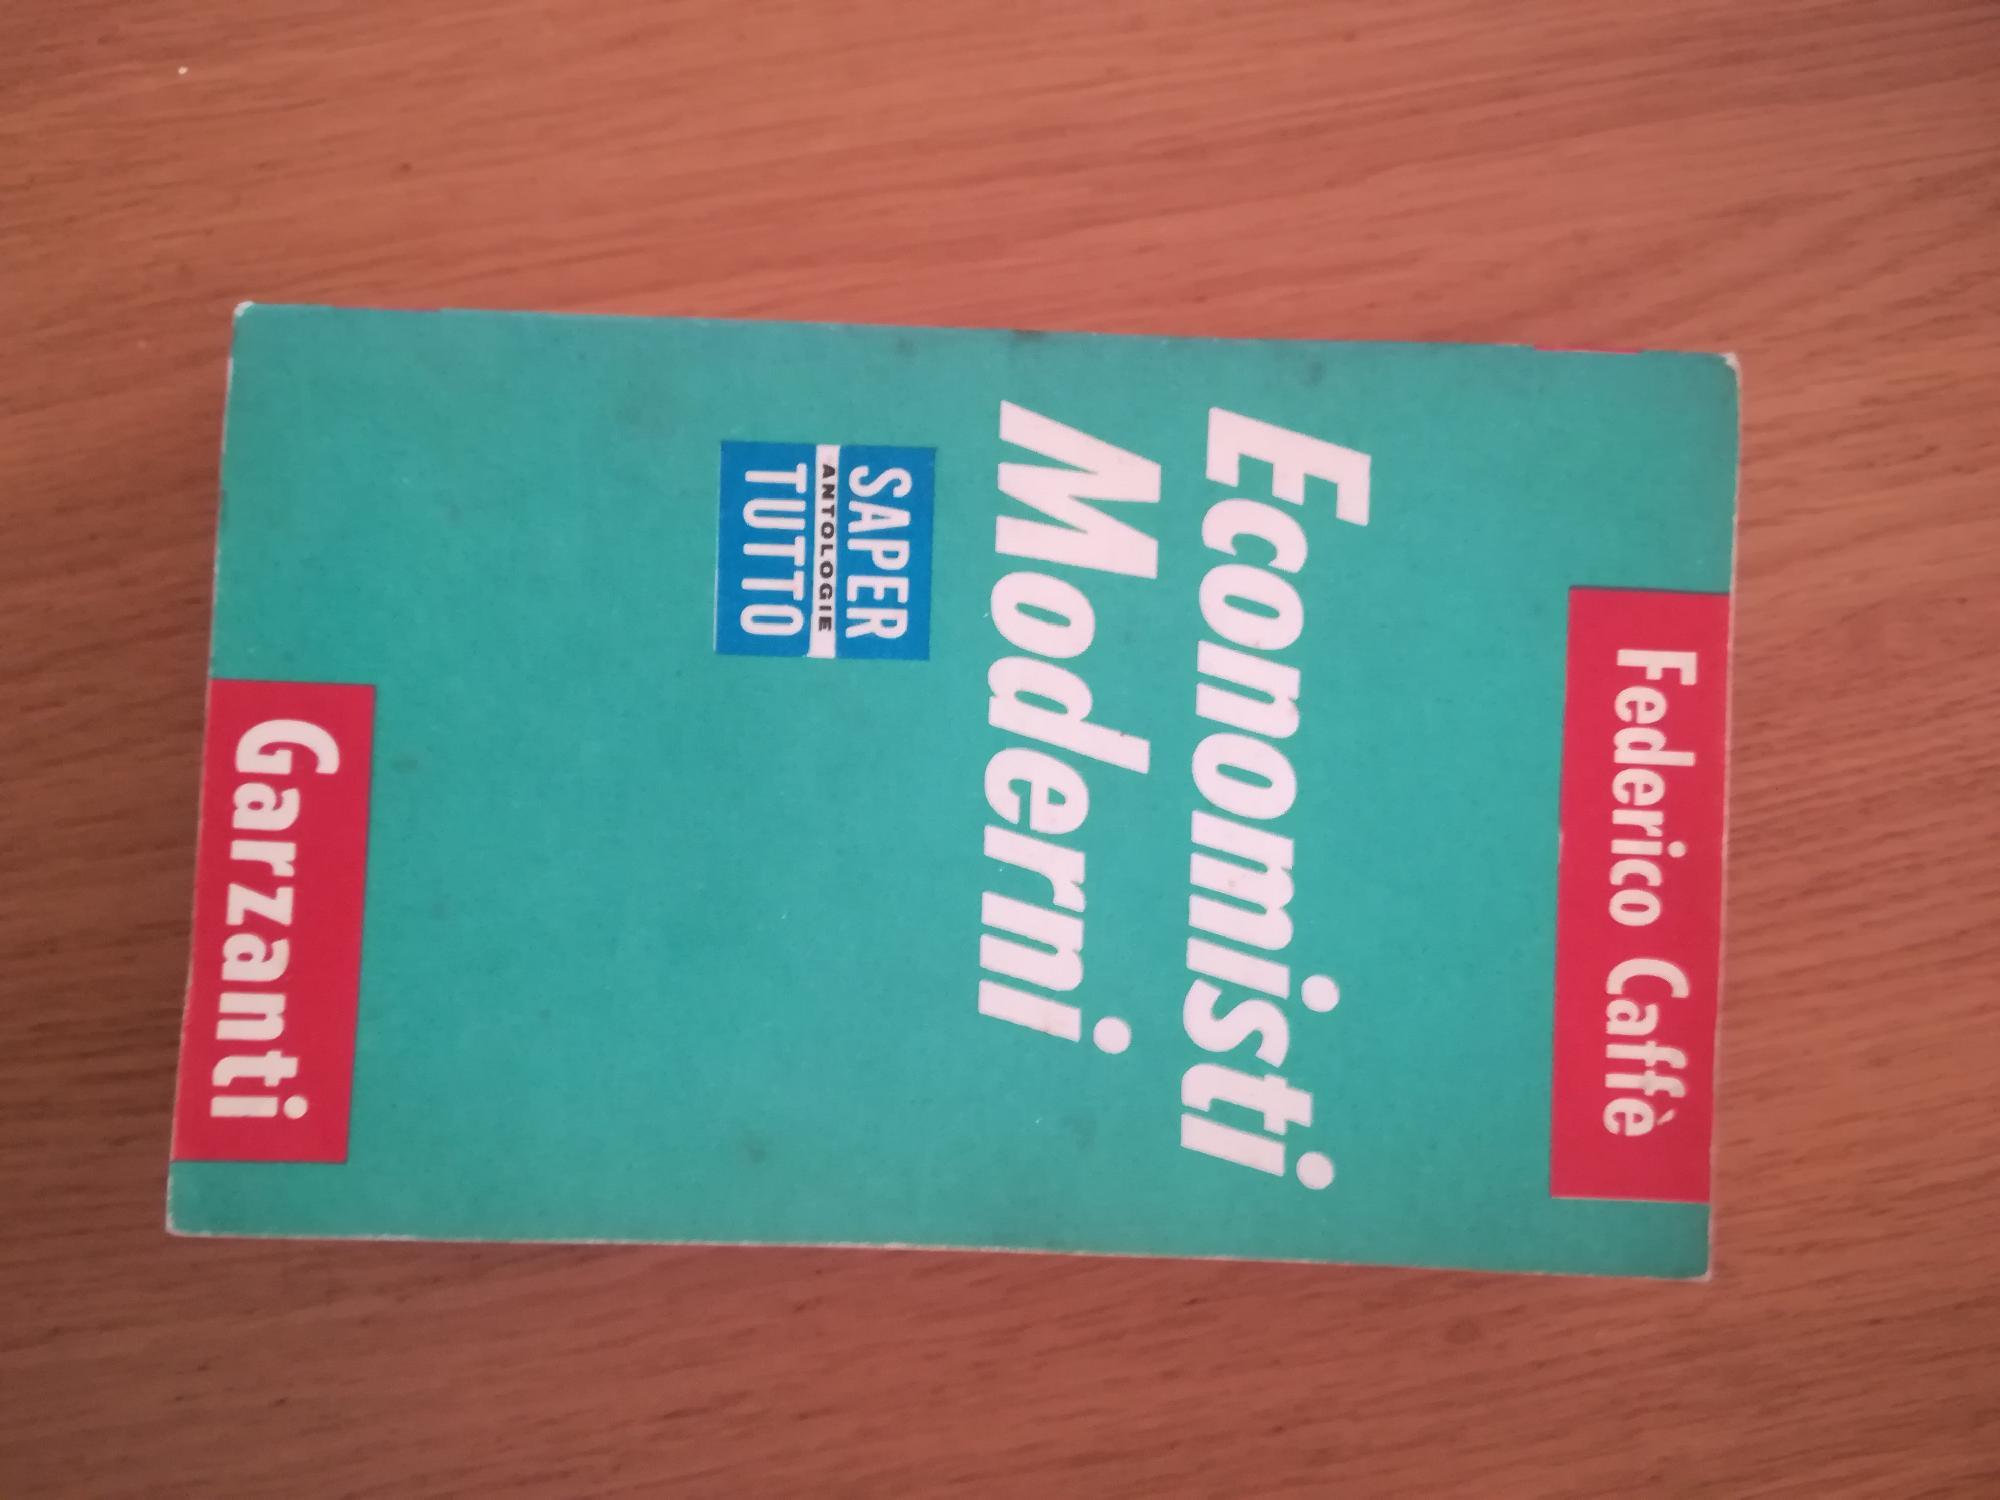 Federico Caffè
Economisti
Moderni
SAPER
ANTOLOGIE
TUTTO
Garzanti